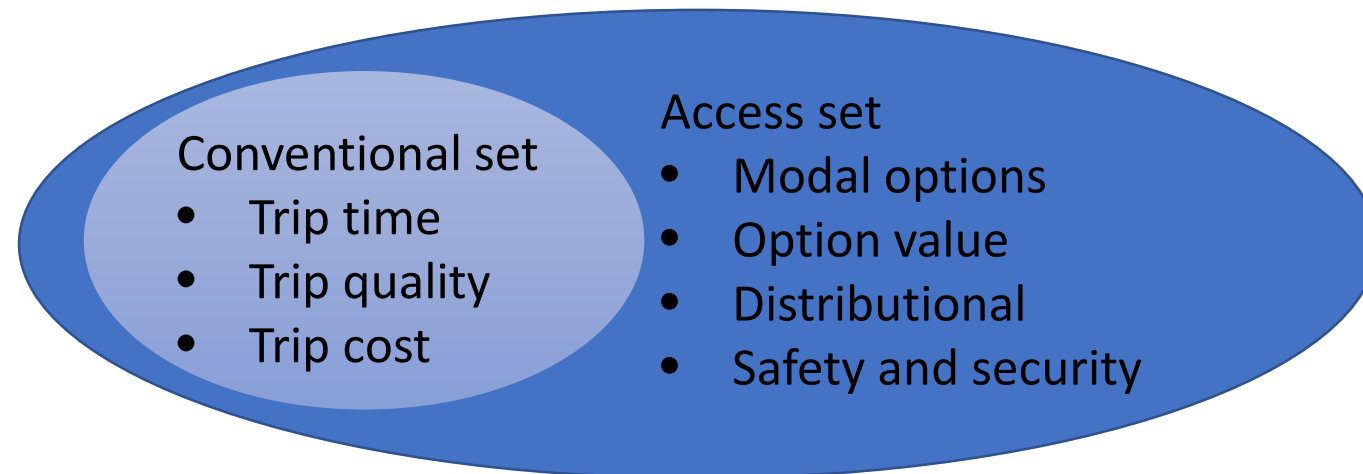 Conventional set
• Trip time
• Trip quality
• Trip cost
Access set
• Modal options
• Option value
• Distributional
• Safety and security